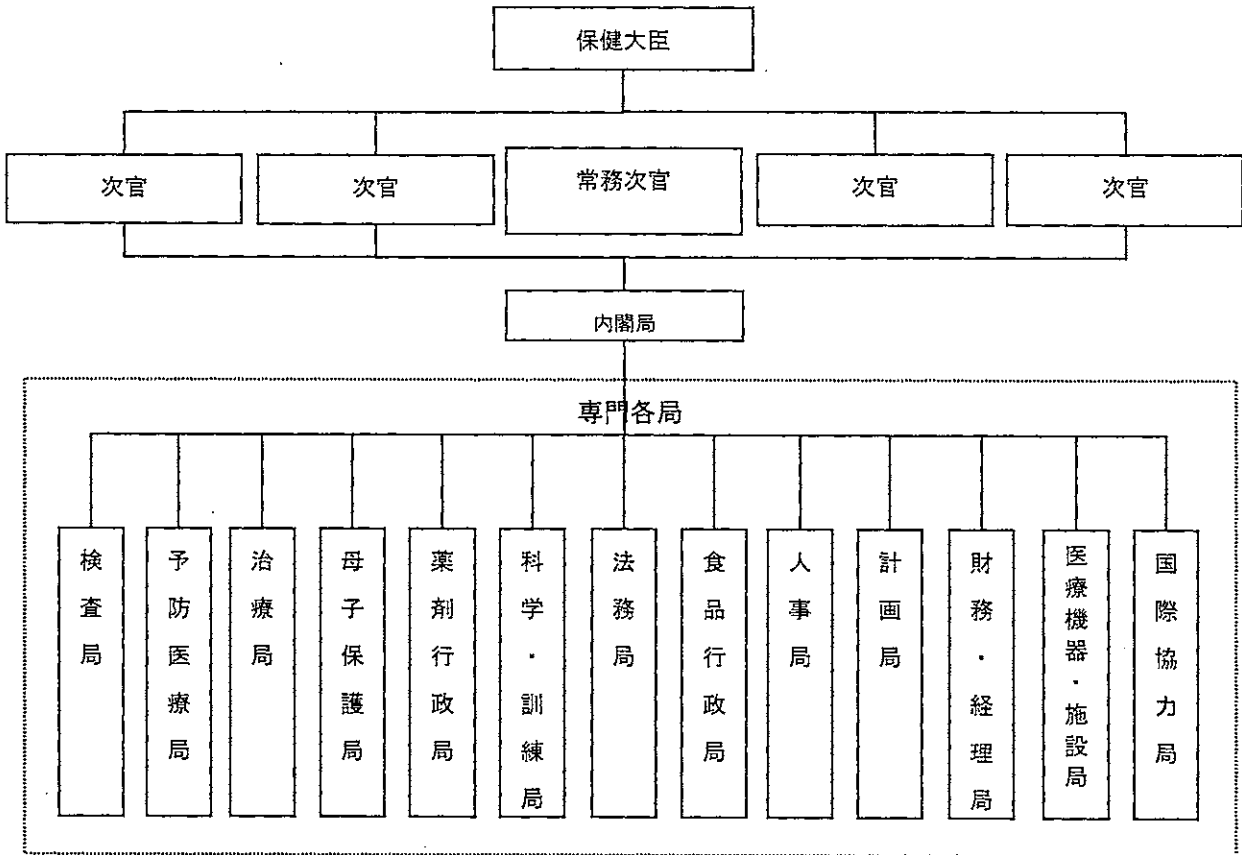 保健大臣
次官
次官
常務次官
次官
次官
内閣局
専門各局
検査局
予防医療局
治療局
母子保護局
薬剤行政局
科学・訓練局
法務局
食品行政局
人事局
計画局
財務・経理局
医療機器・施設局
国際協力局